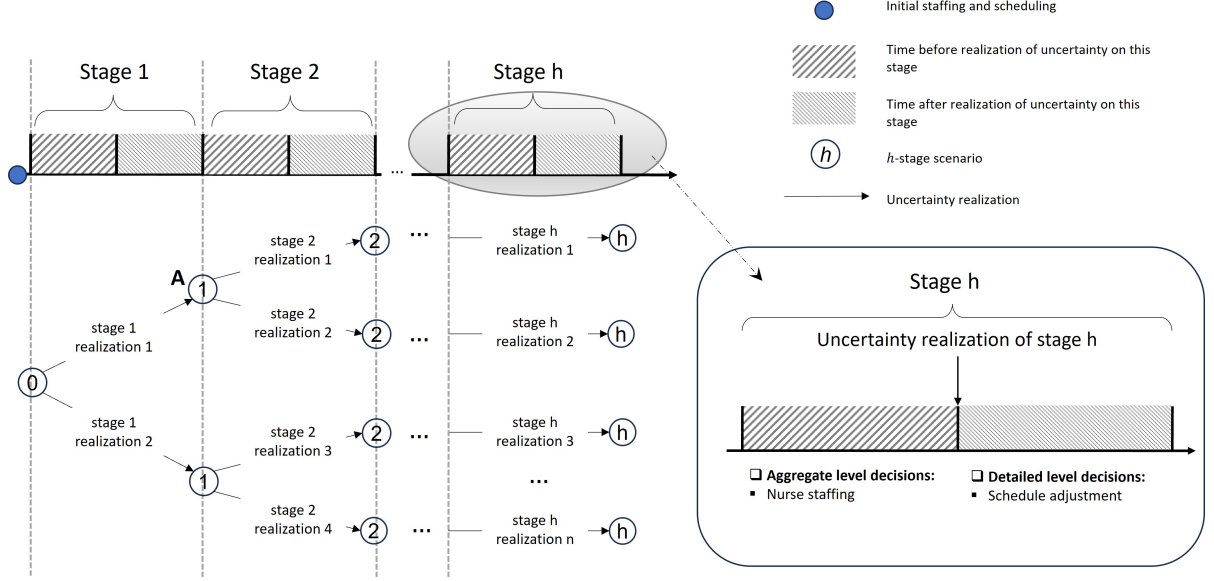 Initial staffing and scheduling
Time before realization of uncertainty on this
stage
Time after realization of uncertainty on this
stage
h
h-stage scenario
Uncertainty realization
Stage 1
Stage 2
Stage h
...
0
stage 1
realization 1
stage 1
realization 2
A
1
1
stage 2
realization 1
stage 2
realization 2
stage 2
realization 3
stage 2
realization 4
2
2
2
2
...
...
...
...
stage h
realization 1
stage h
realization 2
stage h
realization 3
...
stage h
realization n
h
h
h
h
Stage h
Uncertainty realization of stage h
❑ Aggregate level decisions:
▪ Nurse staffing
❑ Detailed level decisions:
▪ Schedule adjustment